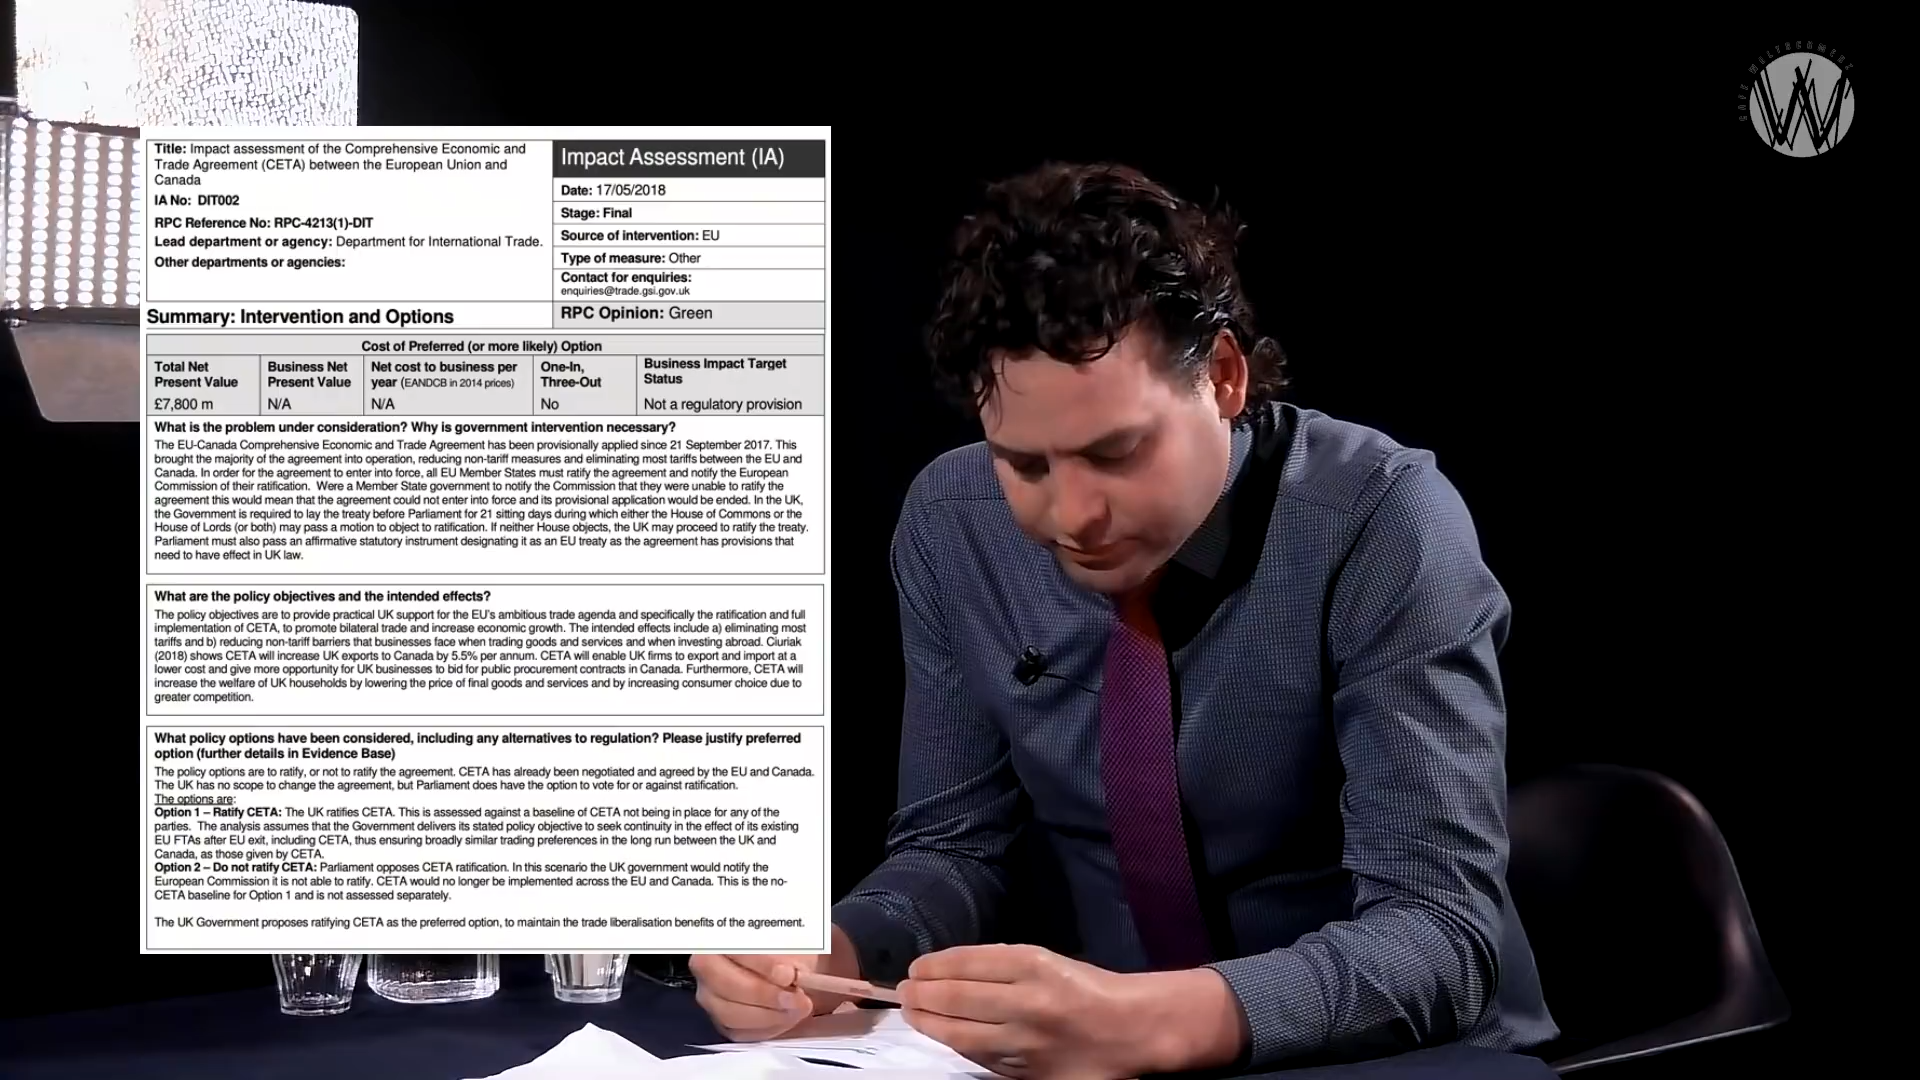 Title: Impact assessment of the Comprehensive Economic and
Trade Agreement (CETA) between the European Union and
Canada
IA No: DIT002
RPC Reference No: RPC-4213(1)-DIT
Lead department or agency: Department for International Trade.
Other departments or agencies:
Impact Assessment (IA)
Date: 17/05/2018
Stage: Final
Source of intervention: EU
Type of measure: Other
Contact for enquiries:
enquiries@trade.gsi.gov.uk
Summary: Intervention and Options
RPC Opinion: Green
Cost of Preferred (or more likely) Option
Total Net
Present Value
Business Net
Present Value
Net cost to business per
year (EANDCB in 2014 prices)
One-In,
Three-Out
Business Impact Target
Status
£7,800 m
N/A
N/A
No
Not a regulatory provision
What is the problem under consideration? Why is government intervention necessary?
The EU-Canada Comprehensive Economic and Trade Agreement has been provisionally applied since 21 September 2017. This
brought the majority of the agreement into operation, reducing non-tariff measures and eliminating most tariffs between the EU and
Canada. In order for the agreement to enter into force, all EU Member States must ratify the agreement and notify the European
Commission of their ratification. Were a Member State government to notify the Commission that they were unable to ratify the
agreement this would mean that the agreement could not enter into force and its provisional application would be ended. In the UK,
the Government is required to lay the treaty before Parliament for 21 sitting days during which either the House of Commons or the
House of Lords (or both) may pass a motion to object to ratification. If neither House objects, the UK may proceed to ratify the treaty.
Parliament must also pass an affirmative statutory instrument designating it as an EU treaty as the agreement has provisions that
need to have effect in UK law.
What are the policy objectives and the intended effects?
The policy objectives are to provide practical UK support for the EU's ambitious trade agenda and specifically the ratification and full
implementation of CETA, to promote bilateral trade and increase economic growth. The intended effects include a) eliminating most
tariffs and b) reducing non-tariff barriers that businesses face when trading goods and services and when investing abroad. Ciuriak
(2018) shows CETA will increase UK exports to Canada by 5.5% per annum. CETA will enable UK firms to export and import at a
lower cost and give more opportunity for UK businesses to bid for public procurement contracts in Canada. Furthermore, CETA will
increase the welfare of UK households by lowering the price of final goods and services and by increasing consumer choice due to
greater competition.
What policy options have been considered, including any alternatives to regulation? Please justify preferred
option (further details in Evidence Base)
The policy options are to ratify, or not to ratify the agreement. CETA has already been negotiated and agreed by the EU and Canada.
The UK has no scope to change the agreement, but Parliament does have the option to vote for or against ratification.
The options are:
Option 1 – Ratify CETA: The UK ratifies CETA. This is assessed against a baseline of CETA not being in place for any of the
parties. The analysis assumes that the Government delivers its stated policy objective to seek continuity in the effect of its existing
EU FTAs after EU exit, including CETA, thus ensuring broadly similar trading preferences in the long run between the UK and
Canada, as those given by CETA.
Option 2 – Do not ratify CETA: Parliament opposes CETA ratification. In this scenario the UK government would notify the
European Commission it is not able to ratify. CETA would no longer be implemented across the EU and Canada. This is the no-
CETA baseline for Option 1 and is not assessed separately.
The UK Government proposes ratifying CETA as the preferred option, to maintain the trade liberalisation benefits of the agreement.